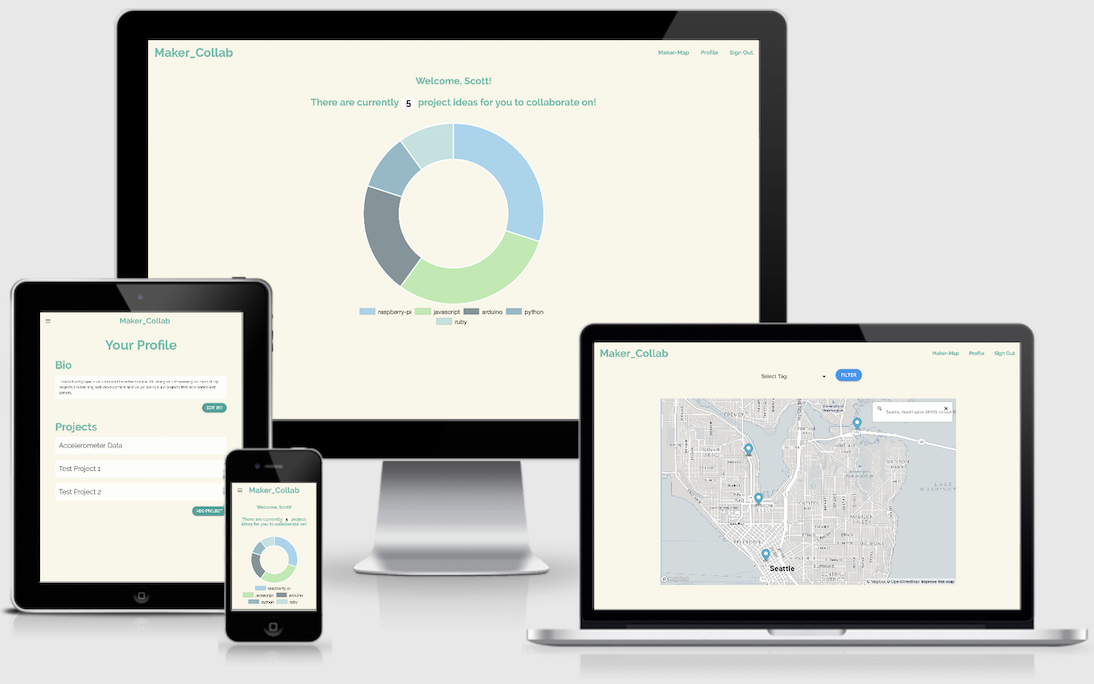 Maker_Collab
Maker-Map Profile Sign Out
Welcome, Scott!
There are currently 5 project ideas for you to collaborate on!
raspberry-pi javascript arduino python
ruby
Maker_Collab
Your Profile
Bio
EDIT BIO
Projects
Accelerometer Data
Test Project 1
Test Project 2
ADD PROJECT
Maker_Collab
Welcome, Scott!
There are currently 5 project
ideas for you to collaborate on!
raspberry-pi
javascript arduino
python ruby
Maker_Collab
Maker-Map Profile Sign Out
Select Tag:
FILTER
Seattle, Washington
Seattle
© Mapbox © OpenStreetMap Improve this map